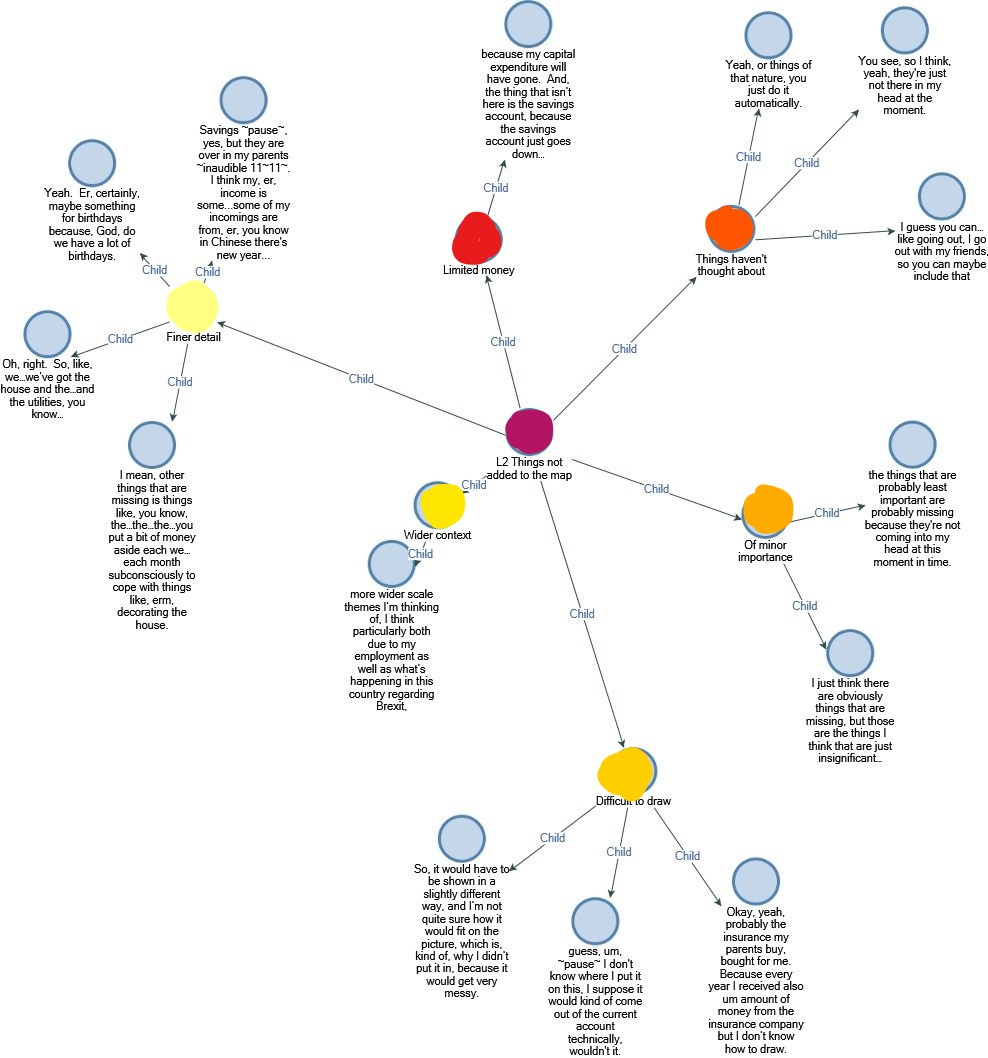 because my capital
expenditure will
have gone. And,
the thing that isn't
here is the savings
account, because
the savings
account just goes
down...
Yeah, or things of
that nature, you
just do it
automatically.
You see, so I think,
yeah, they're just
not there in my
head at the
moment.
Savings ~pause~,
yes, but they are
over in my parents
~inaudible 11~11~.
I think my, er,
income is
some...some of my
incomings are
from, er, you know
in Chinese there's
new year...
Yeah. Er, certainly,
maybe something
for birthdays
because, God, do
we have a lot of
birthdays.
Child
Child
Child
I guess you can...
like going out, I go
out with my friends,
so you can maybe
include that
Child
Limited money
Things haven't
thought about
Child
Child
Finer detail
Child
Oh, right. So, like,
we...we've got the
house and the...and
the utilities, you
know...
Child
Child
Child
Child
Child
I mean, other
things that are
missing is things
like, you know,
the...the...the...you
put a bit of money
aside each we...
each month
subconsciously to
cope with things
like, erm,
decorating the
house.
L2 Things not
added to the map
Child
Child
the things that are
probably least
important are
probably missing
because they're not
coming into my
head at this
moment in time.
Child
Wider context
Of minor
importance
Child
more wider scale
themes I'm thinking
of, I think
particularly both
due to my
employment as
well as what's
happening in this
country regarding
Brexit,
Child
Child
I just think there
are obviously
things that are
missing, but those
are the things I
think that are just
insignificant...
Difficult to draw
Child
Child
Child
So, it would have to
be shown in a
slightly different
way, and I'm not
quite sure how it
would fit on the
picture, which is,
kind of, why I didn't
put it in, because it
would get very
messy.
guess, um,
~pause~ I don't
know where I put it
on this, I suppose it
would kind of come
out of the current
account
technically,
wouldn't it.
Okay, yeah,
probably the
insurance my
parents buy,
bought for me.
Because every
year I received also
um amount of
money from the
insurance company
but I don't know
how to draw.